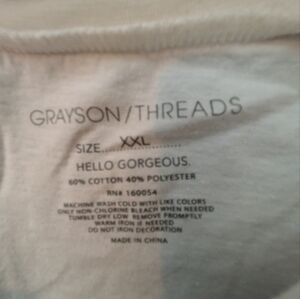 GRAYSON/THREADS
SIZE......XXL......
HELLO GORGEOUS.
60% COTTON 40% POLYESTER
RN# 160054
MACHINE WASH COLD WITH LIKE COLORS
ONLY NON-CHLORINE BLEACH WHEN NEEDED
TUMBLE DRY LOW REMOVE PROMPTLY
WARM IRON IF NEEDED
DO NOT IRON DECORATION
MADE IN CHINA